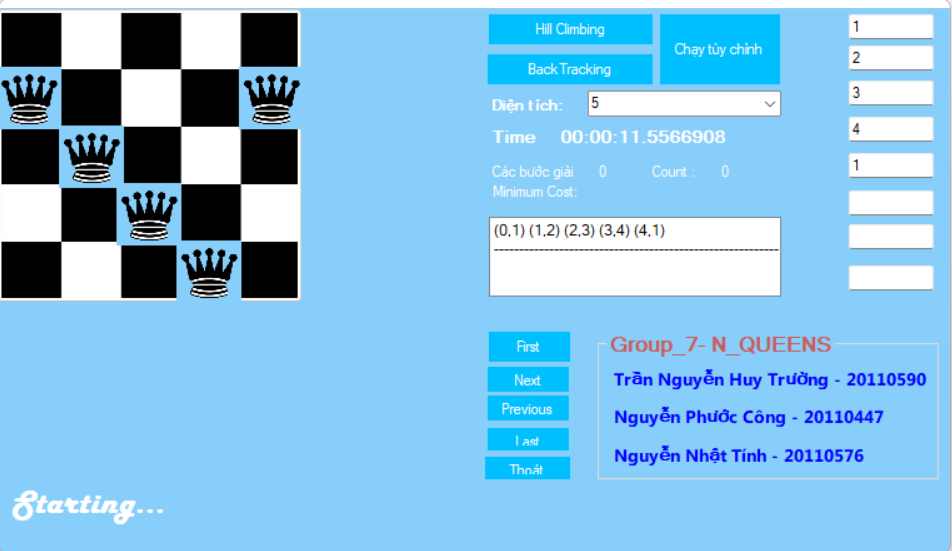 Hill Climbing
Chạy tùy chỉnh
Back Tracking
Diện tích: 5
Time 00:00:11.5566908
Các bước giải 0 Count : 0
Minimum Cost:
(0,1) (1,2) (2,3) (3,4) (4,1)
--------------------------------------------------------------
1
2
3
4
1
First
Next
Previous
Last
Thoát
Group_7- N_QUEENS
Trần Nguyễn Huy Trường - 20110590
Nguyễn Phước Công - 20110447
Nguyễn Nhật Tính - 20110576
Starting...